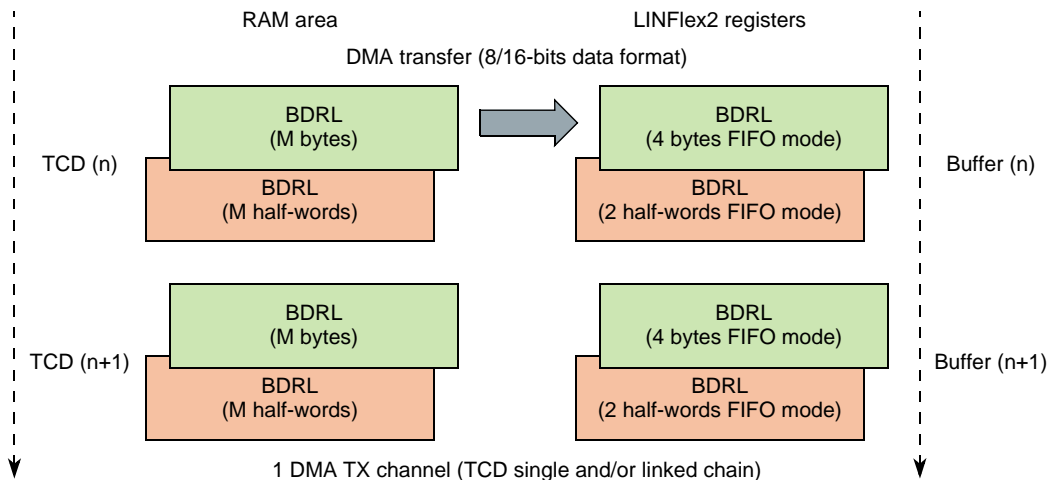 RAM area
LINFlex2 registers
DMA transfer (8/16-bits data format)
BDRL
(M bytes)
BDRL
(4 bytes FIFO mode)
TCD (n)
Buffer (n)
BDRL
(M half-words)
BDRL
(2 half-words FIFO mode)
BDRL
(M bytes)
BDRL
(4 bytes FIFO mode)
TCD (n+1)
Buffer (n+1)
BDRL
(M half-words)
BDRL
(2 half-words FIFO mode)
1 DMA TX channel (TCD single and/or linked chain)